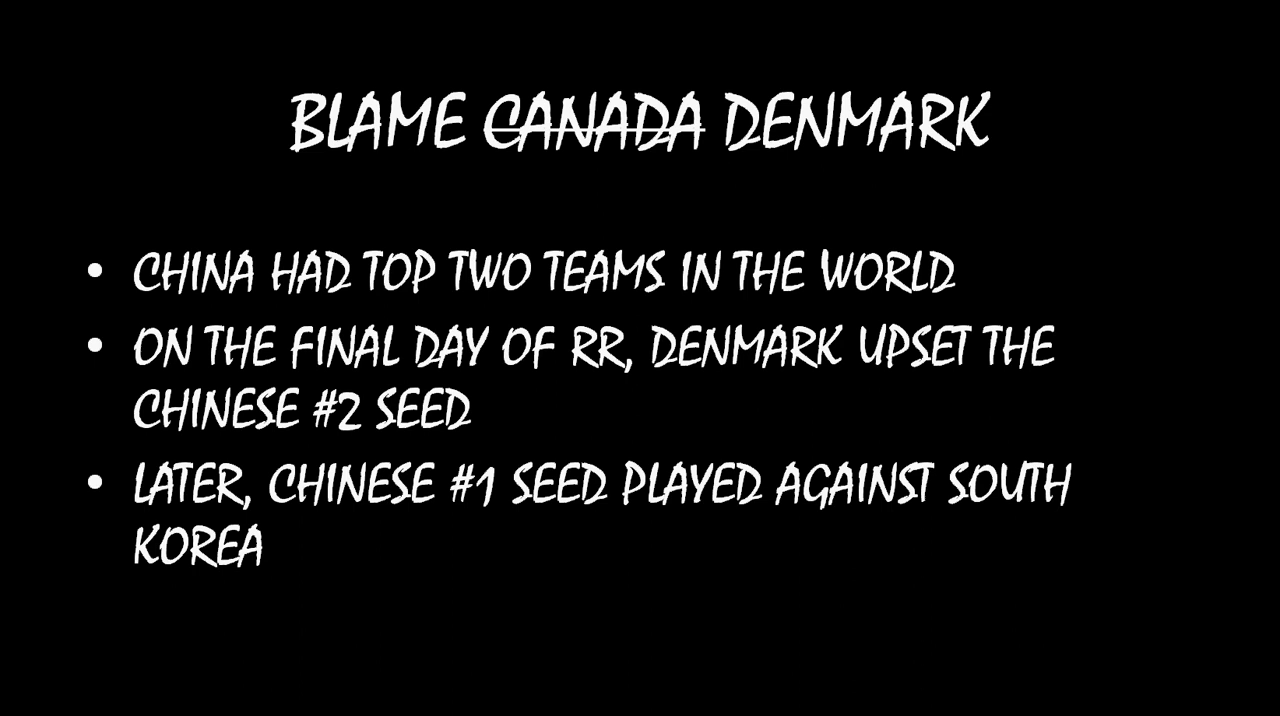 BLAME CANADA DENMARK
• CHINA HAD TOP TWO TEAMS IN THE WORLD
• ON THE FINAL DAY OF RR, DENMARK UPSET THE
CHINESE #2 SEED
• LATER, CHINESE #1 SEED PLAYED AGAINST SOUTH
KOREA